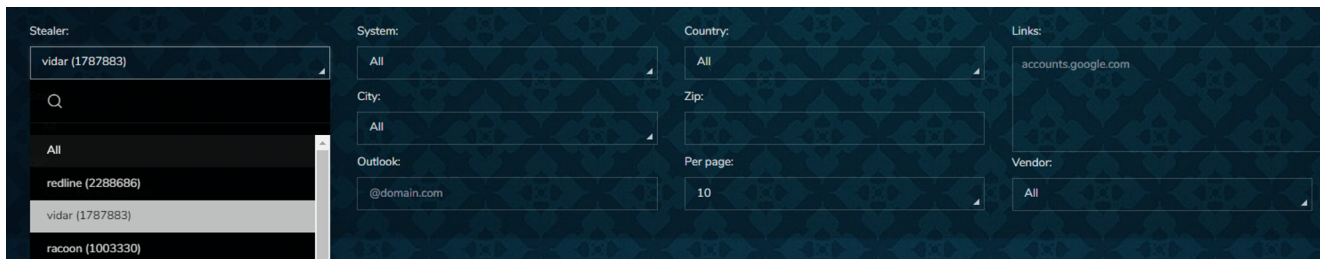 Stealer:
System:
Country:
Links:
vidar (1787883)
All
All
accounts.google.com
City:
Zip:
All
All
redline (2288686)
Outlook:
Per page:
Vendor:
@domain.com
10
All
vidar (1787883)
racoon (1003330)